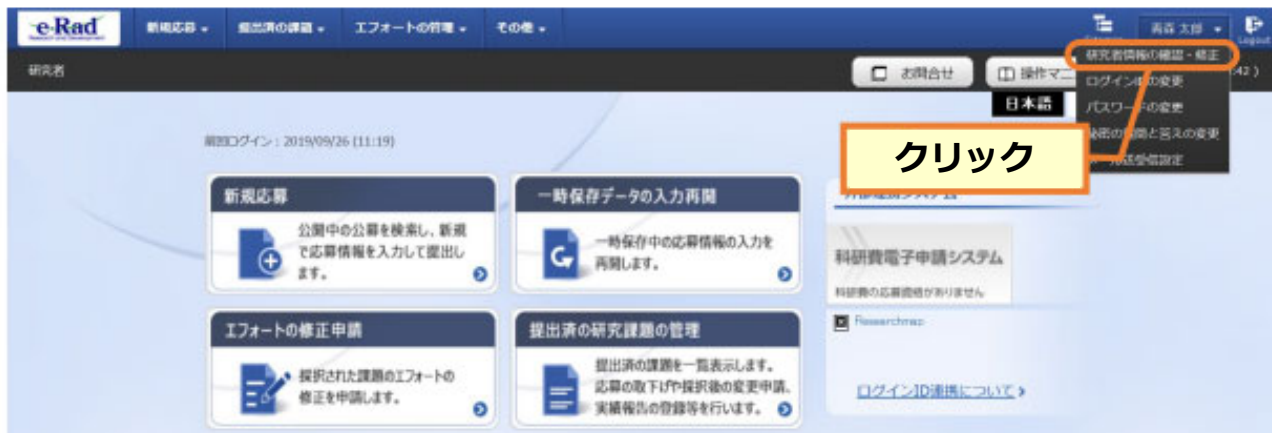 e-Rad
新規応募
提出済の課題
エフォートの管理
その他
青森 太郎
Logout
研究者
お問合せ
操作マニ
:42 )
日本語
研究者情報の確認・修正
ログインIDの変更
パスワードの変更
秘密の質問と答えの変更
クリック
前回ログイン : 2019/09/26 (11:19)
新規応募
公開中の公募を検索し、新規
で応募情報を入力して提出し
ます。
一時保存データの入力再開
一時保存中の応募情報の入力を
再開します。
科研費電子申請システム
科研費の応募資格がありません
エフォートの修正申請
採択された課題のエフォートの
修正を申請します。
提出済の研究課題の管理
提出済の課題を一覧表示します。
応募の取下げや採択後の変更申請、
実績報告の登録等を行います。
Researchmap
ログインID連携について